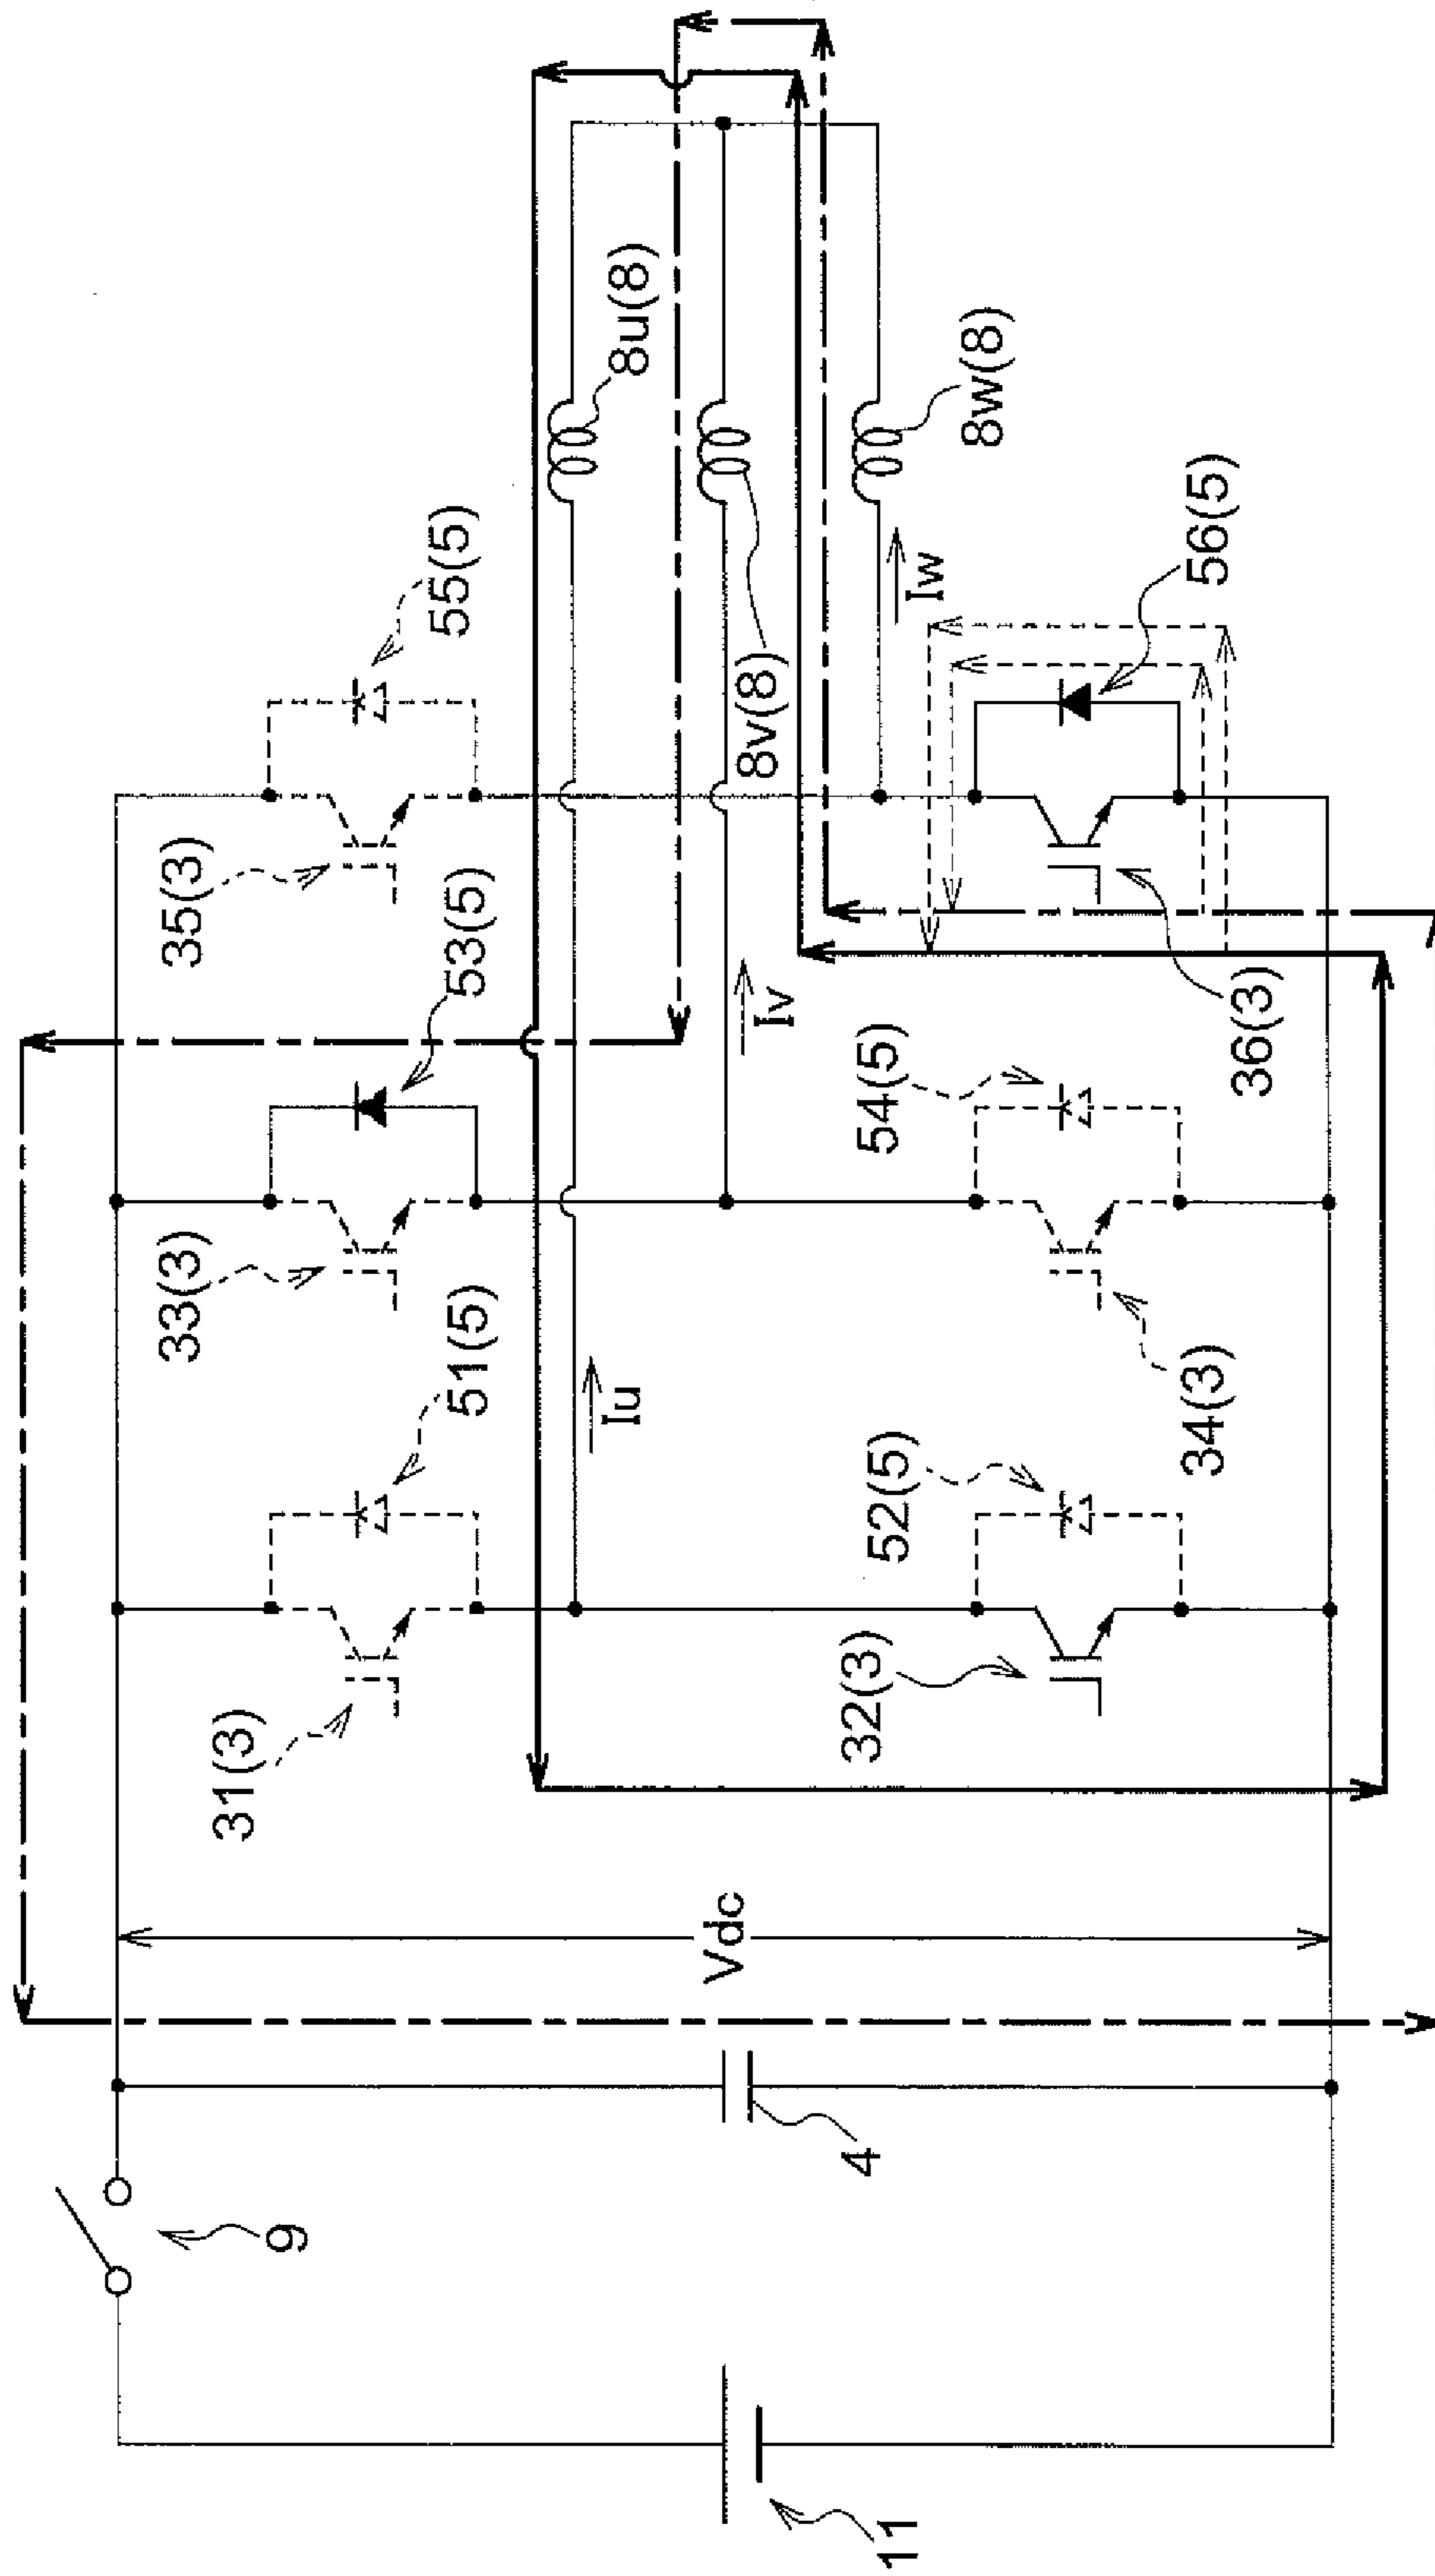 55(5)
8u(8)
35(3)
53(5)
8v(8)
8w(8)
Iw
56(5)
33(3)
51(5)
Iv
54(5)
36(3)
31(3)
Iu
52(5)
34(3)
32(3)
Vdc
9
4
11